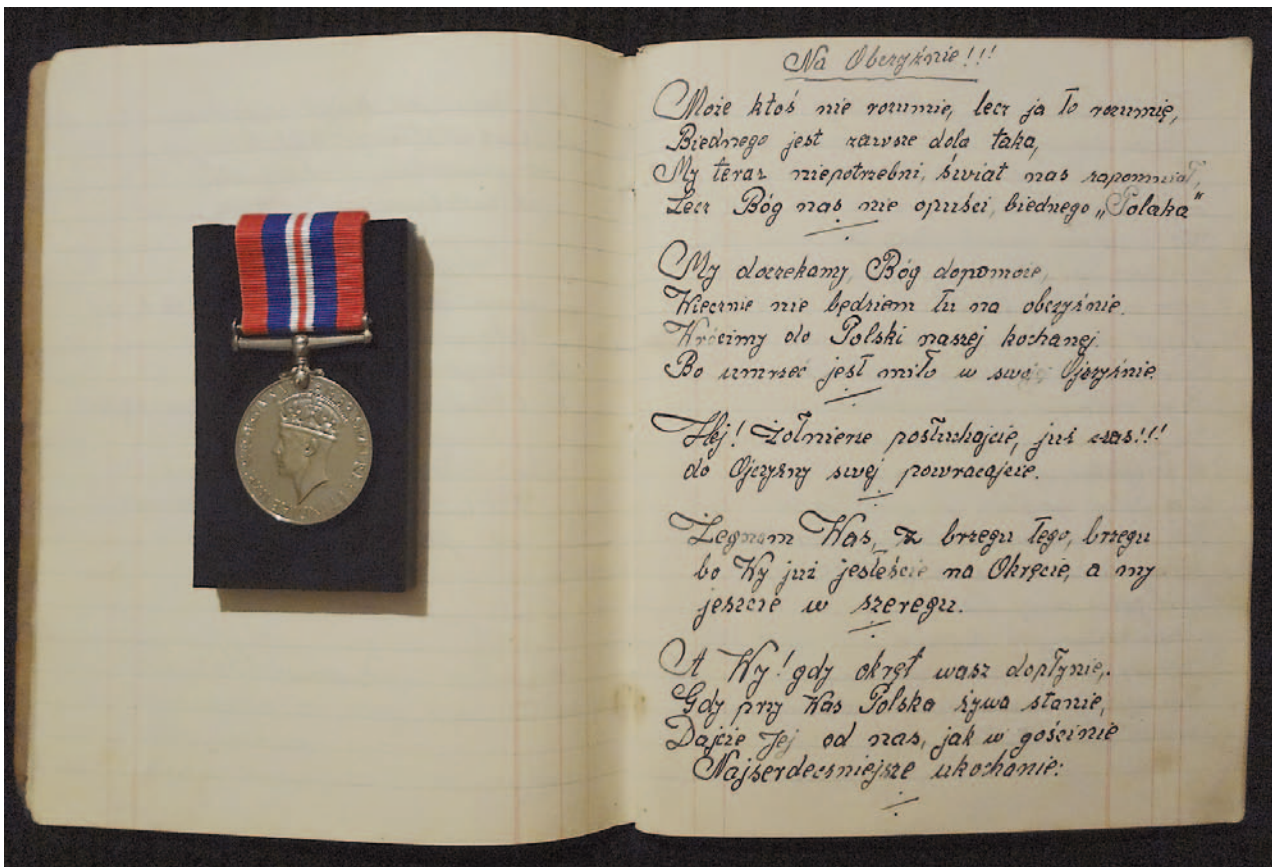 Na Obczyźnie!!!
Może ktoś nie rozumie, lecz ja to rozumię,
Biednego jest zawsze dola taka,
My teraz niepotrzebni, świat nas zapomniał,
Lecz Bóg nas nie opuści, biednego „Polaka"
My doczekamy, Bóg dopomoże,
Wiecznie nie będziem tu na obczyźnie.
Wrócimy do Polski naszej kochanej.
Bo umrzeć jest miło w swojej Ojczyźnie.
Hej! Żołnierze posłuchajcie, już czas!!!
do Ojczyzny swej powracajcie.
Żegnam Was, z brzegu tego, brzegu
bo Wy już jesteście na Okręcie, a my
jeszcze w szeregu.
A Wy! gdy okręt wasz dopłynie,
Gdy przy Was Polska żywa stanie,
Dajcie Jej od nas, jak w gościnie
Najserdeczniejsze ukochanie: